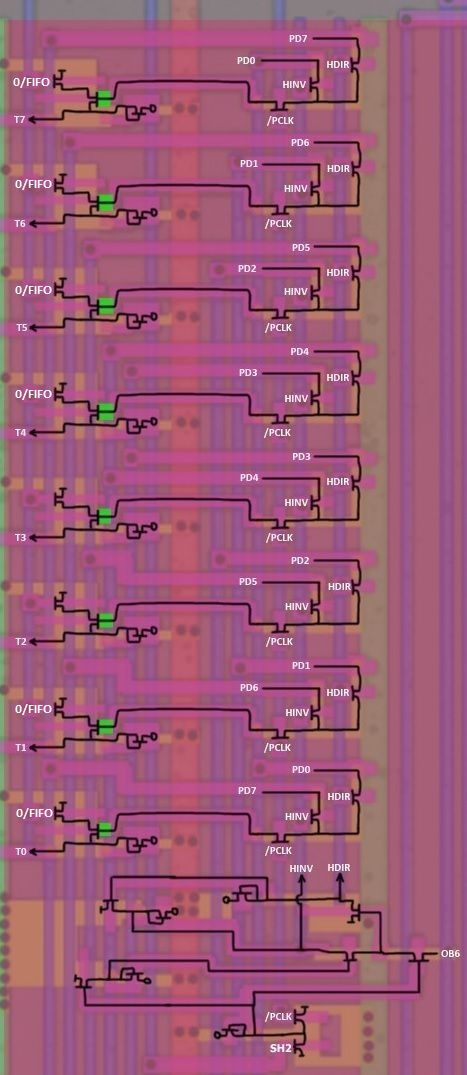 PD7
PD0
HDIR
0/FIFO
HINV
T7
/PCLK
PD6
PD1
HDIR
0/FIFO
HINV
T6
/PCLK
PD5
PD2
HDIR
0/FIFO
HINV
T5
/PCLK
PD4
PD3
HDIR
0/FIFO
HINV
T4
/PCLK
PD3
PD4
HDIR
HINV
T3
/PCLK
PD2
PD5
HDIR
HINV
T2
/PCLK
PD1
PD6
HDIR
0/FIFO
HINV
T1
/PCLK
PD0
PD7
HDIR
0/FIFO
HINV
T0
/PCLK
HINV HDIR
OB6
/PCLK
SH2